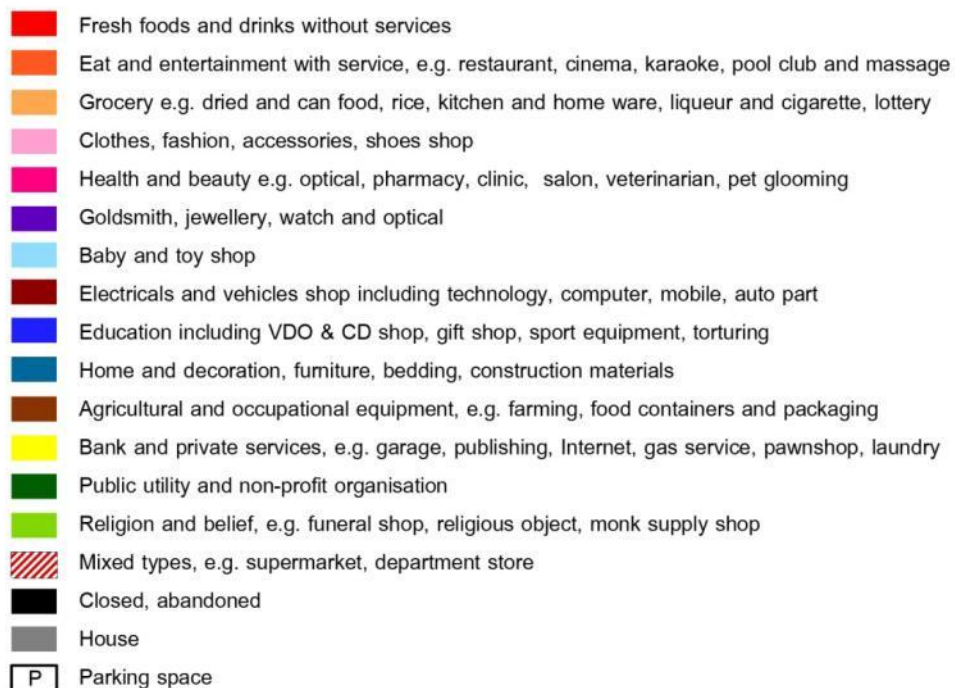 Fresh foods and drinks without services
Eat and entertainment with service, e.g. restaurant, cinema, karaoke, pool club and massage
Grocery e.g. dried and can food, rice, kitchen and home ware, liqueur and cigarette, lottery
Clothes, fashion, accessories, shoes shop
Health and beauty e.g. optical, pharmacy, clinic, salon, veterinarian, pet glooming
Goldsmith, jewellery, watch and optical
Baby and toy shop
Electricals and vehicles shop including technology, computer, mobile, auto part
Education including VDO & CD shop, gift shop, sport equipment, torturing
Home and decoration, furniture, bedding, construction materials
Agricultural and occupational equipment, e.g. farming, food containers and packaging
Bank and private services, e.g. garage, publishing, Internet, gas service, pawnshop, laundry
Public utility and non-profit organisation
Religion and belief, e.g. funeral shop, religious object, monk supply shop
Mixed types, e.g. supermarket, department store
Closed, abandoned
House
P Parking space